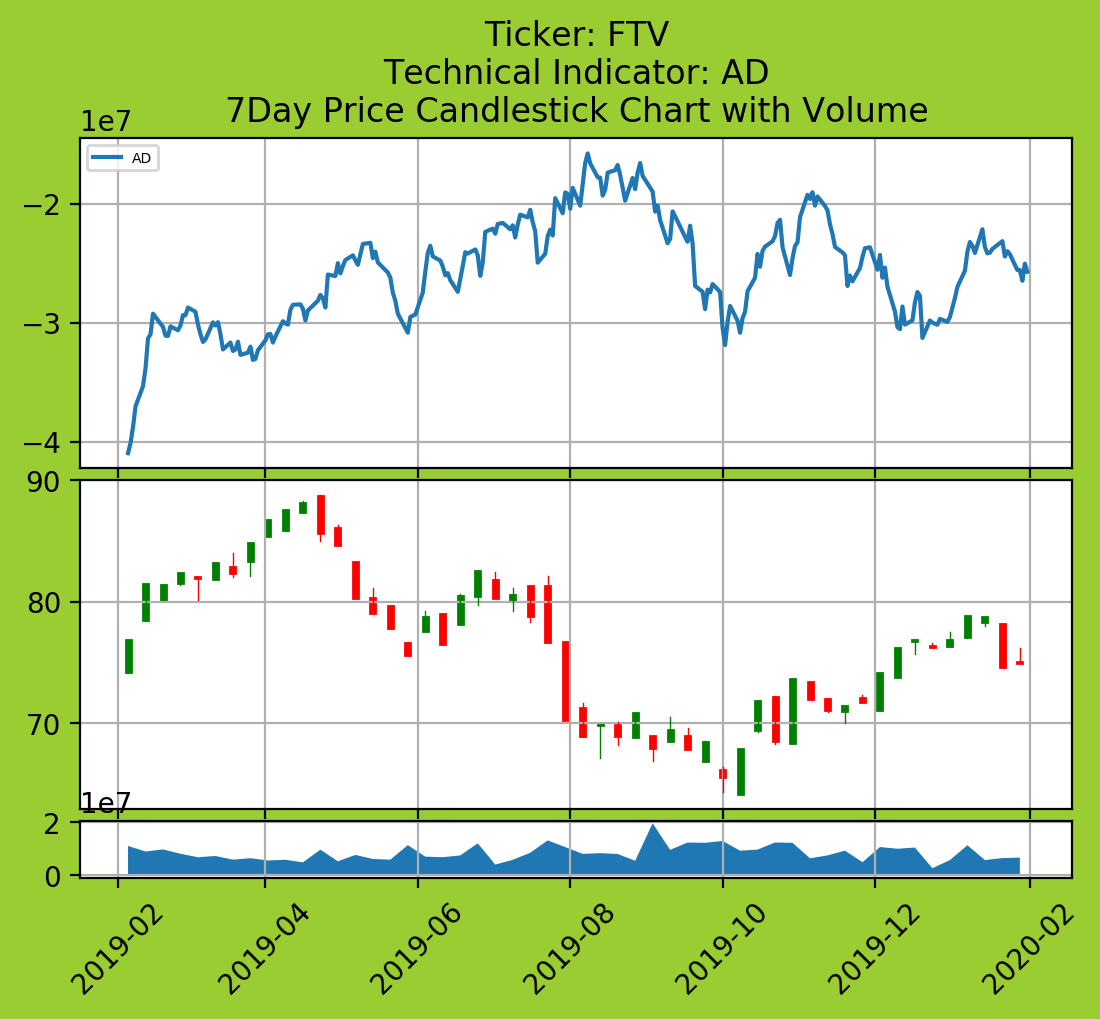 Ticker: FTV
Technical Indicator: AD
7Day Price Candlestick Chart with Volume
1e7
AD
−2
−3
−4
90
80
70
1e7
2
0
2019-02
2019-04
2019-06
2019-08
2019-10
2019-12
2020-02